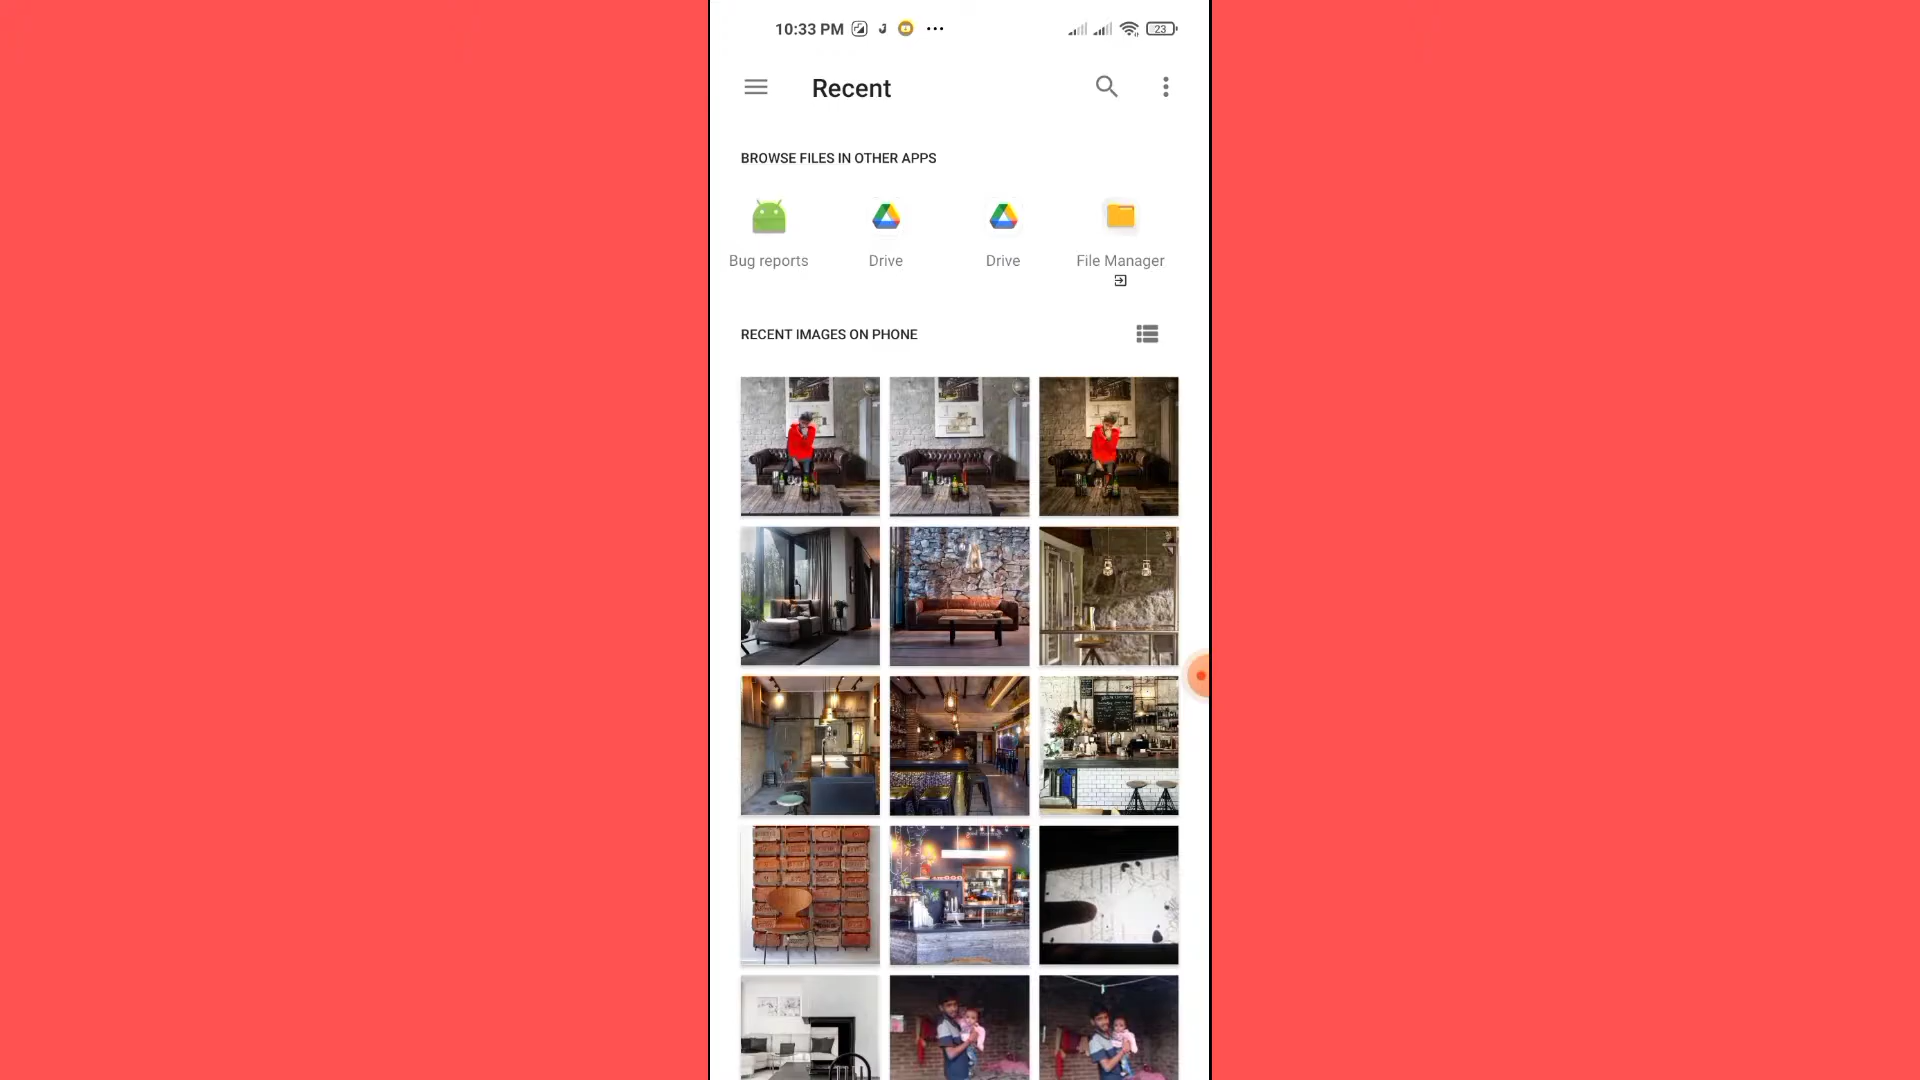 10:33 PM
23
Recent
BROWSE FILES IN OTHER APPS
Bug reports
Drive
Drive
File Manager
RECENT IMAGES ON PHONE